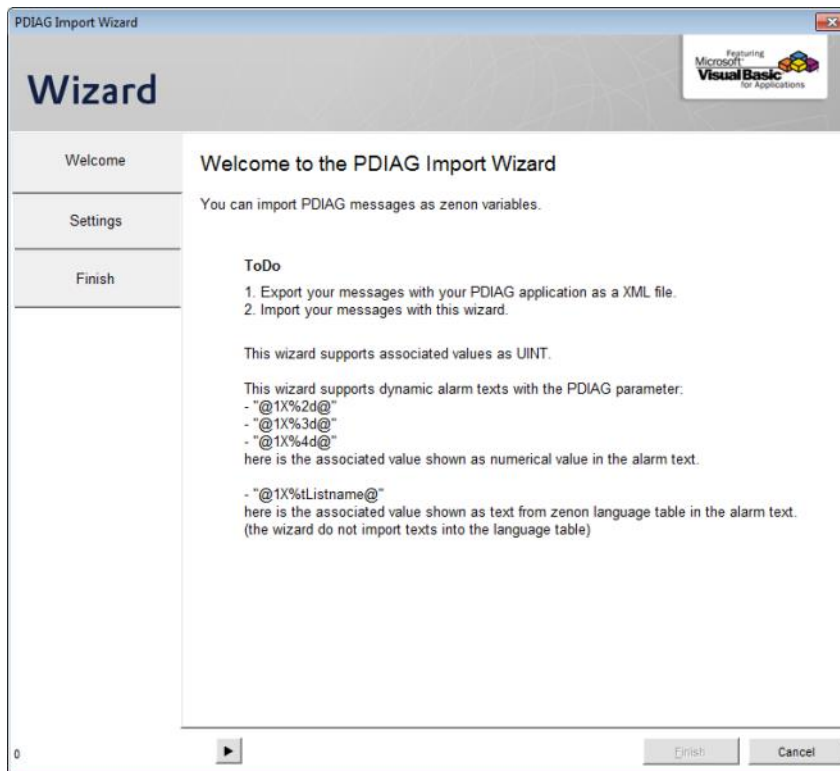 PDIAG Import Wizard
Wizard
Featuring
Microsoft®
Visual Basic
for Applications
Welcome
Settings
Finish
Welcome to the PDIAG Import Wizard
You can import PDIAG messages as zenon variables.
ToDo
1. Export your messages with your PDIAG application as a XML file.
2. Import your messages with this wizard.
This wizard supports associated values as UINT.
This wizard supports dynamic alarm texts with the PDIAG parameter:
- "@1X%2d@"
- "@1X%3d@"
- "@1X%4d@"
here is the associated value shown as numerical value in the alarm text.
- "@1X%tListname@"
here is the associated value shown as text from zenon language table in the alarm text.
(the wizard do not import texts into the language table)
0
Finish
Cancel